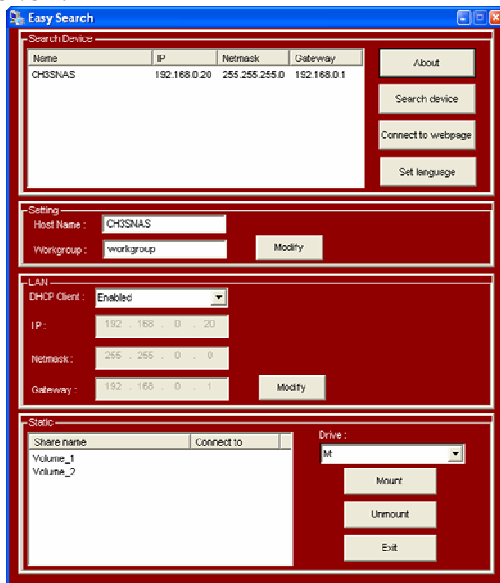 Easy Search
Search Device
Name IP Netmask Gateway
CH3SNAS 192.168.0.20 255.255.255.0 192.168.0.1
About
Search device
Connect to webpage
Set language
Setting
Host Name : CH3SNAS
Workgroup : workgroup
Modify
LAN
DHCP Client : Enabled
IP : 192 . 168 . 0 . 20
Netmask : 255 . 255 . 0 . 0
Gateway : 192 . 168 . 0 . 1
Modify
Static
Share name Connect to
Volume_1
Volume_2
Drive :
M
Mount
Unmount
Exit